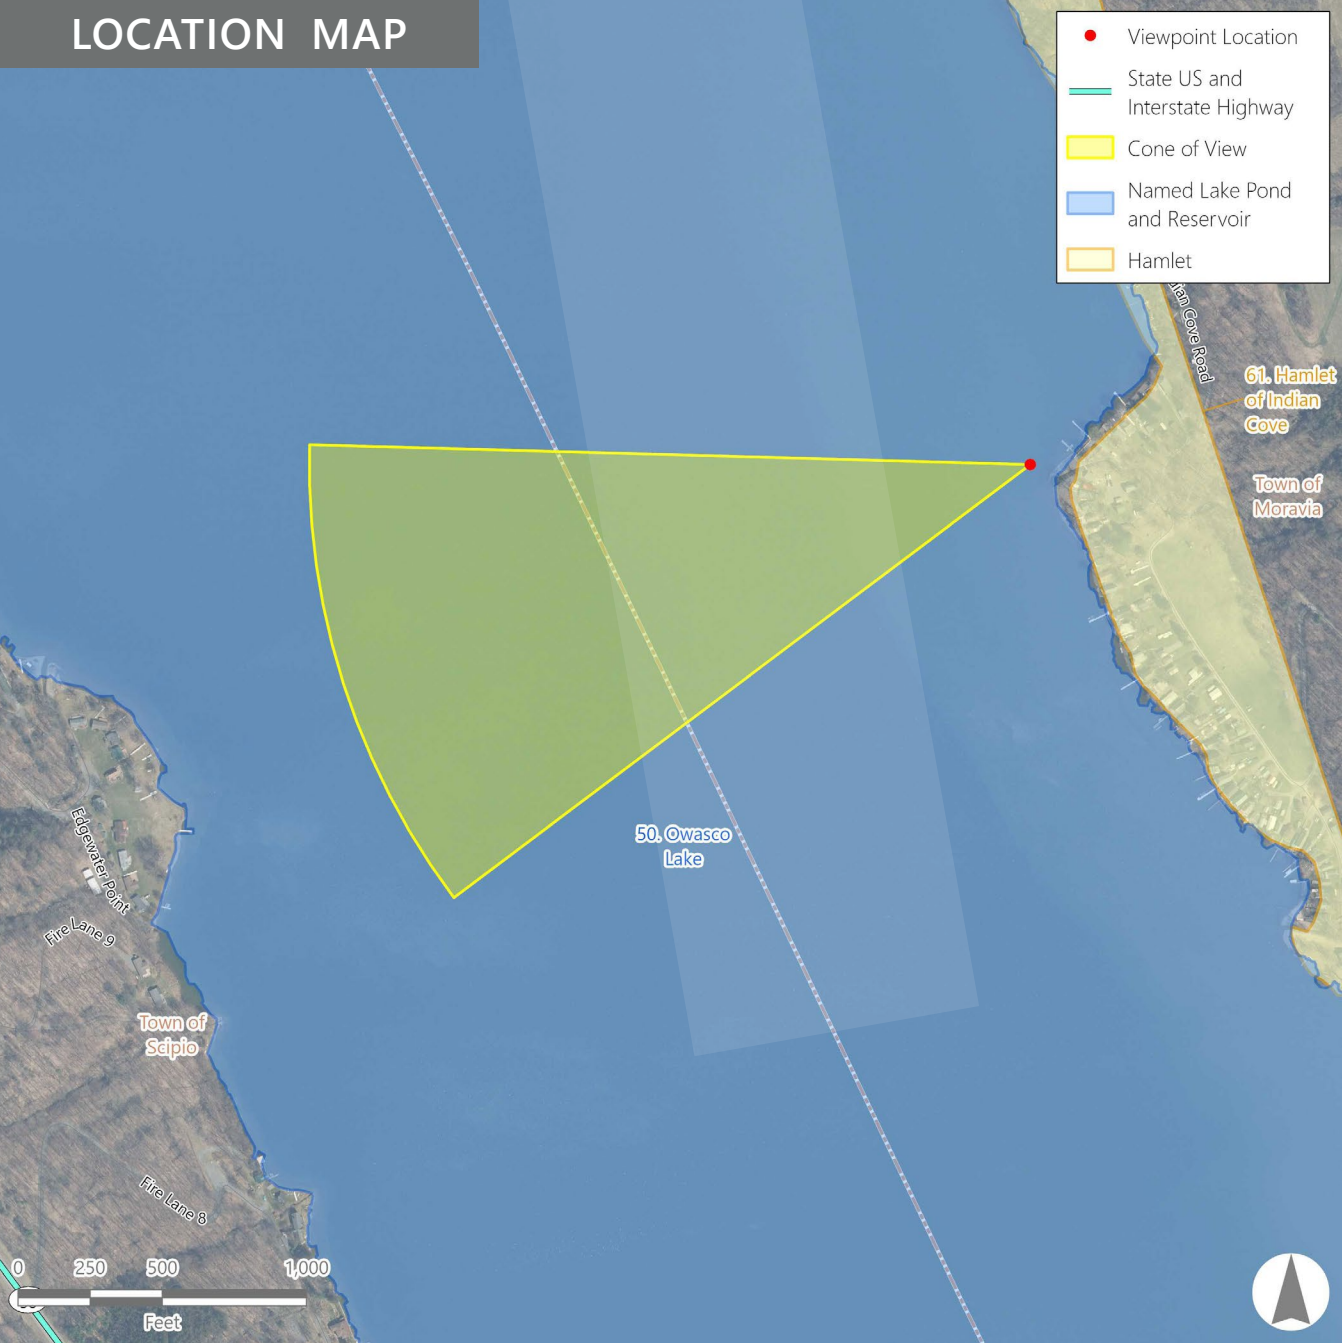 LOCATION MAP
Viewpoint Location
State US and
Interstate Highway
Cone of View
Named Lake Pond
and Reservoir
Hamlet
Cove Road
61. Hamlet
of Indian
Cove
Town of
Moravia
50. Owasco
Lake
Edgewater Point
Fire Lane 9
Town of
Scipio
Fire Lane 8
0 250 500 1,000
Feet